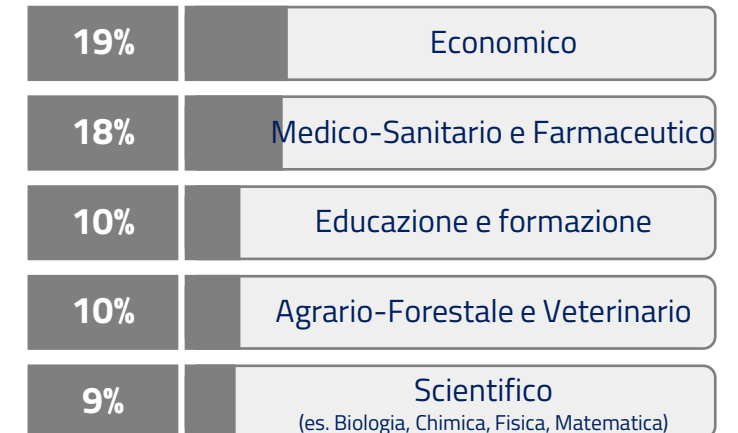 19%
Economico
18%
Medico-Sanitario e Farmaceutico
10%
Educazione e formazione
10%
Agrario-Forestale e Veterinario
9%
Scientifico
(es. Biologia, Chimica, Fisica, Matematica)